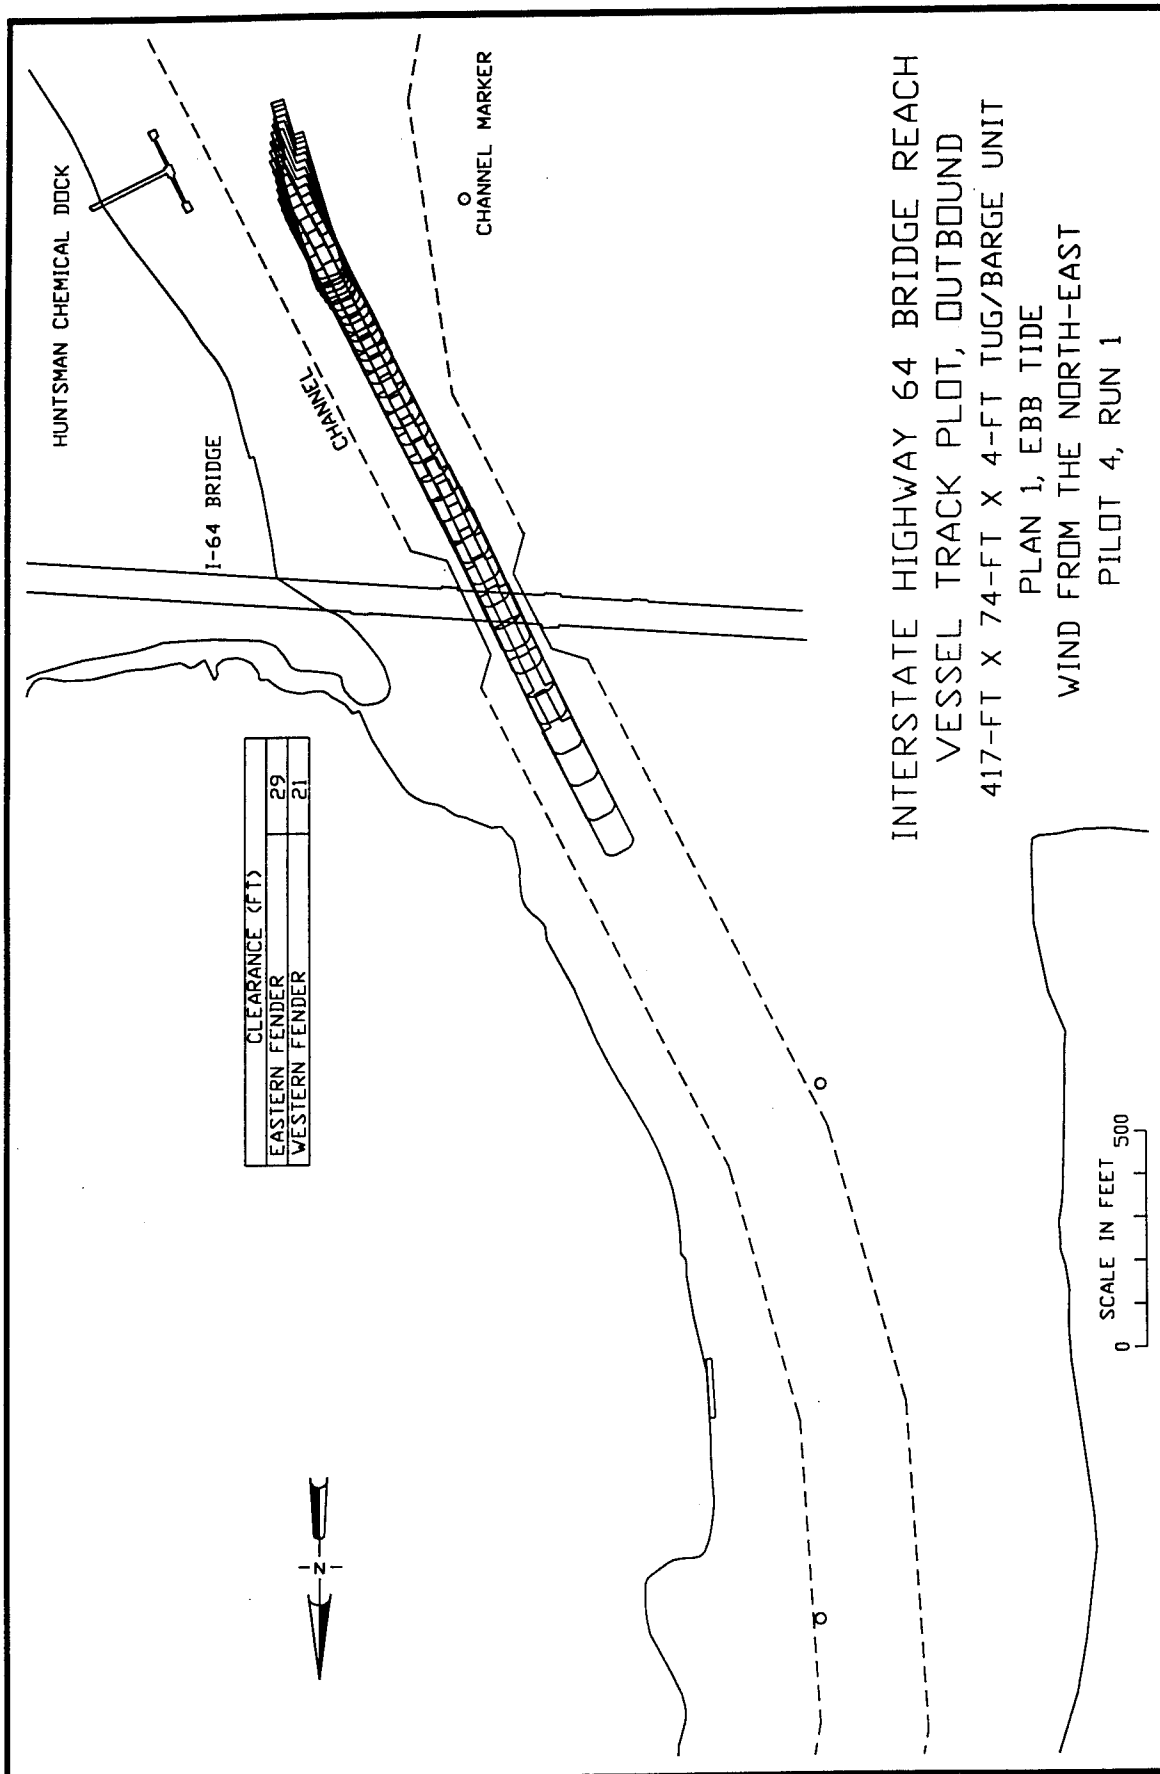 HUNTSMAN CHEMICAL DOCK
I-64 BRIDGE
CHANNEL
CHANNEL MARKER
CLEARANCE (FT)
EASTERN FENDER 29
WESTERN FENDER 21
N
INTERSTATE HIGHWAY 64 BRIDGE REACH
VESSEL TRACK PLOT, OUTBOUND
417-FT X 74-FT X 4-FT TUG/BARGE UNIT
PLAN 1, EBB TIDE
WIND FROM THE NORTH-EAST
PILOT 4, RUN 1
SCALE IN FEET
0 500